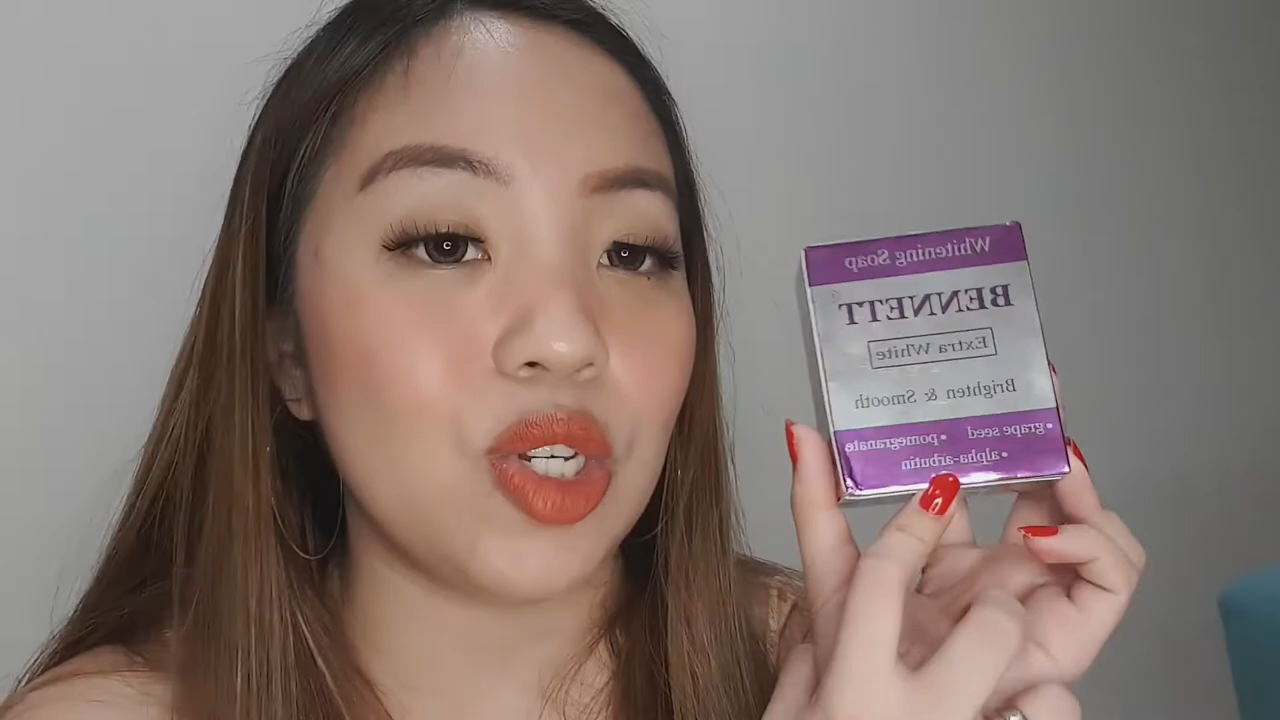 Whitening Soap
BENNETT
Extra White
Brighten & Smooth
• grape seed • pomegranate
• alpha-arbutin